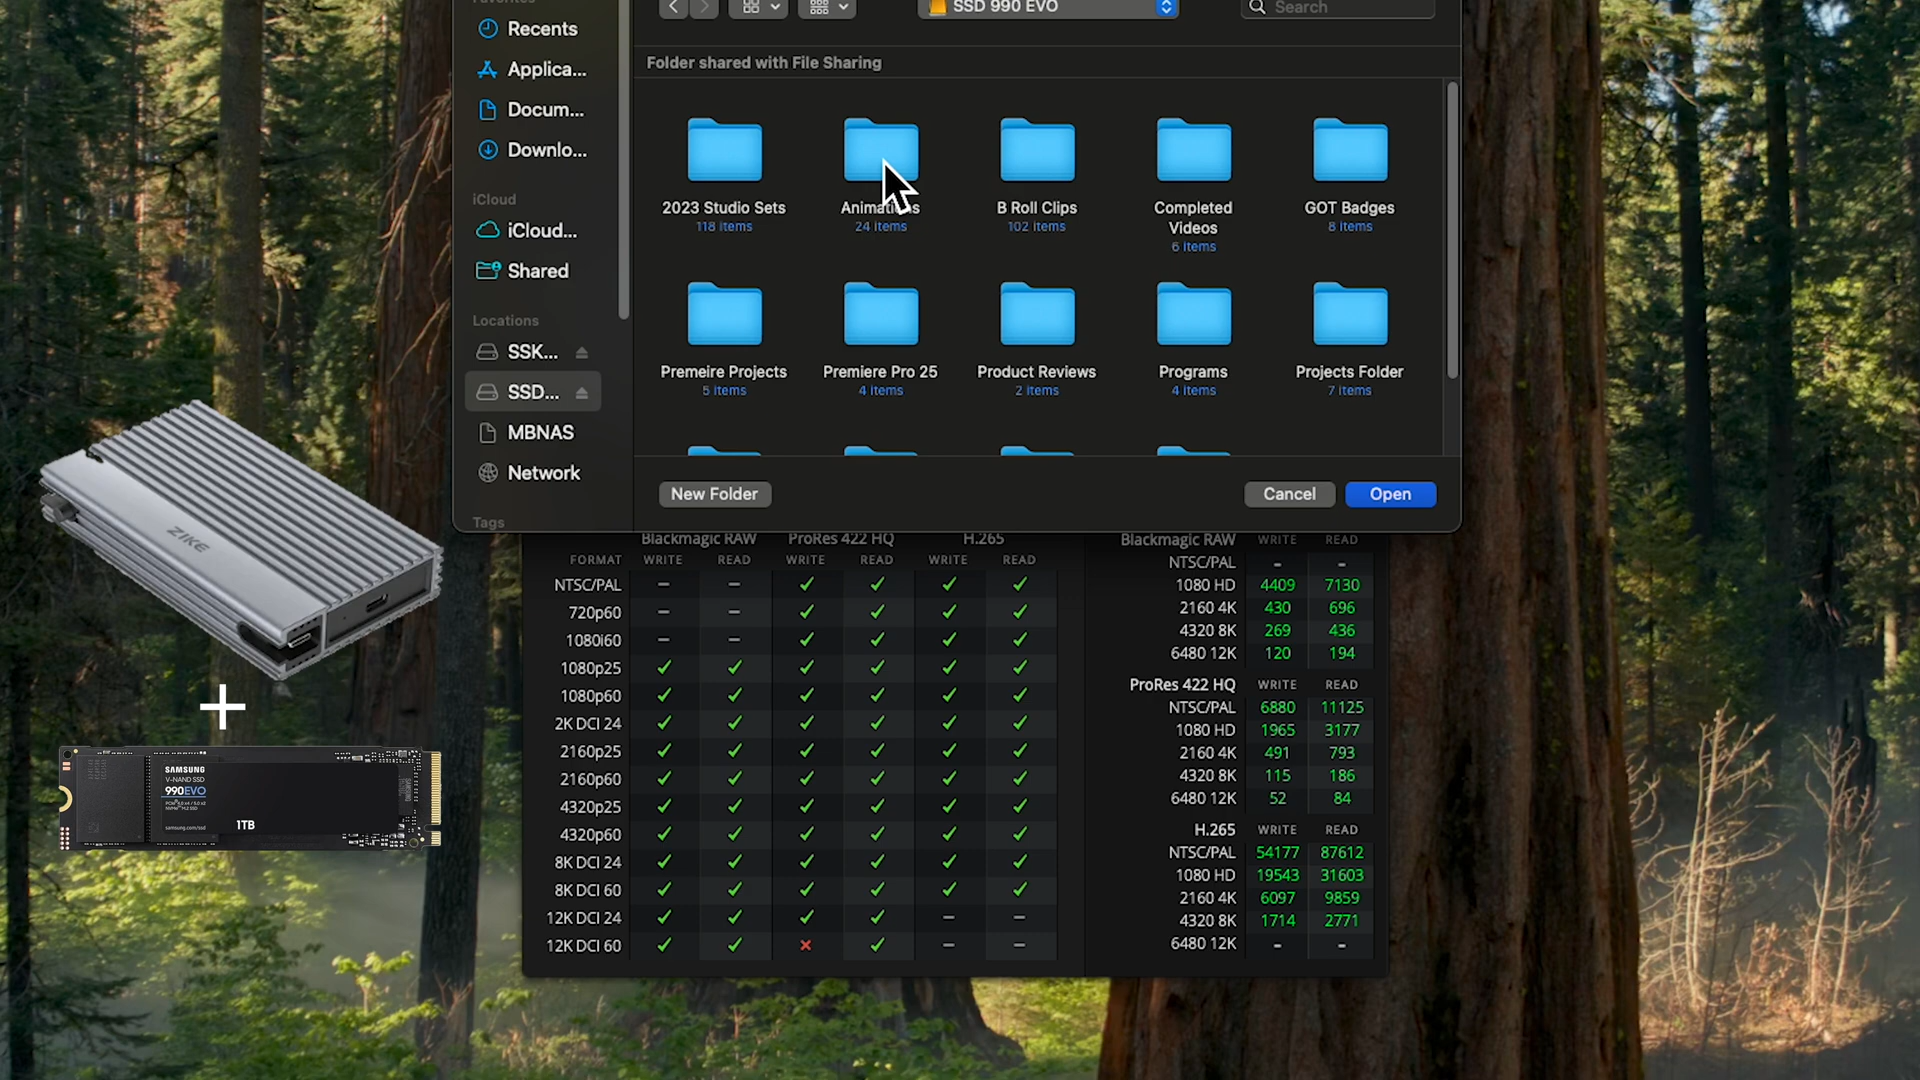 Favorites
Recents
Applica...
Docum...
Downlo...
iCloud
iCloud...
Shared
Locations
SSK...
SSD...
MBNAS
Network
Tags
SSD 990 EVO
Search
Folder shared with File Sharing
2023 Studio Sets
118 items
Animations
24 items
B Roll Clips
102 items
Completed
Videos
6 items
GOT Badges
8 items
Premeire Projects
5 items
Premiere Pro 25
4 items
Product Reviews
2 items
Programs
4 items
Projects Folder
7 items
New Folder
Cancel
Open
Blackmagic RAW ProRes 422 HQ H.265
FORMAT WRITE READ WRITE READ WRITE READ
NTSC/PAL – – ✓ ✓ ✓ ✓
720p60 – – ✓ ✓ ✓ ✓
1080i60 – – ✓ ✓ ✓ ✓
1080p25 ✓ ✓ ✓ ✓ ✓ ✓
1080p60 ✓ ✓ ✓ ✓ ✓ ✓
2K DCI 24 ✓ ✓ ✓ ✓ ✓ ✓
2160p25 ✓ ✓ ✓ ✓ ✓ ✓
2160p60 ✓ ✓ ✓ ✓ ✓ ✓
4320p25 ✓ ✓ ✓ ✓ ✓ ✓
4320p60 ✓ ✓ ✓ ✓ ✓ ✓
8K DCI 24 ✓ ✓ ✓ ✓ ✓ ✓
8K DCI 60 ✓ ✓ ✓ ✓ ✓ ✓
12K DCI 24 ✓ ✓ ✓ ✓ – –
12K DCI 60 ✓ ✓ × ✓ – –
Blackmagic RAW WRITE READ
NTSC/PAL - -
1080 HD 4409 7130
2160 4K 430 696
4320 8K 269 436
6480 12K 120 194
ProRes 422 HQ WRITE READ
NTSC/PAL 6880 11125
1080 HD 1965 3177
2160 4K 491 793
4320 8K 115 186
6480 12K 52 84
H.265 WRITE READ
NTSC/PAL 54177 87612
1080 HD 19543 31603
2160 4K 6097 9859
4320 8K 1714 2771
6480 12K - -
ZIKE
+
SAMSUNG
V-NAND SSD
990EVO
NVMe M.2 SSD
samsung.com/ssd
1TB